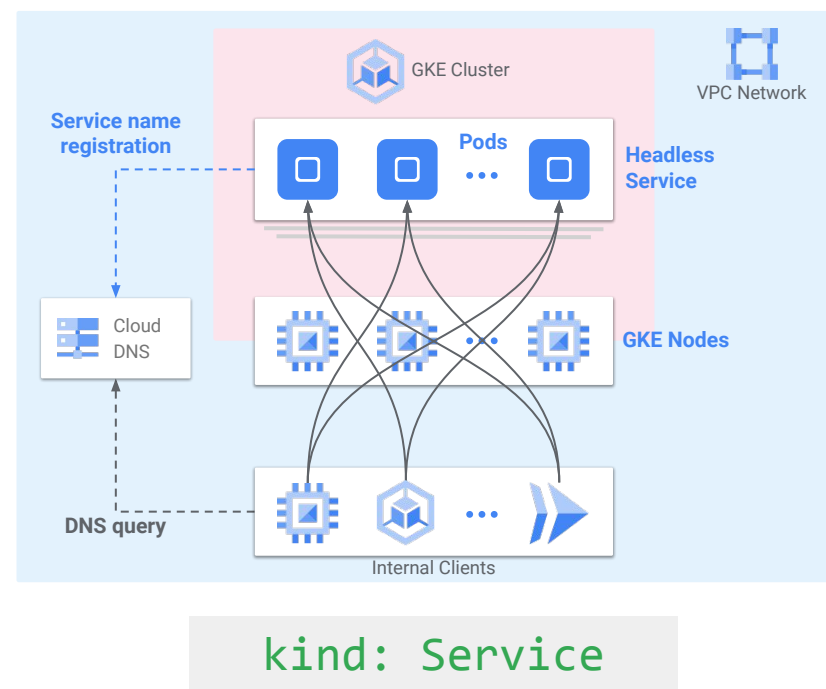 GKE Cluster
VPC Network
Service name
registration
Pods
Headless
Service
Cloud
DNS
GKE Nodes
DNS query
Internal Clients
kind: Service